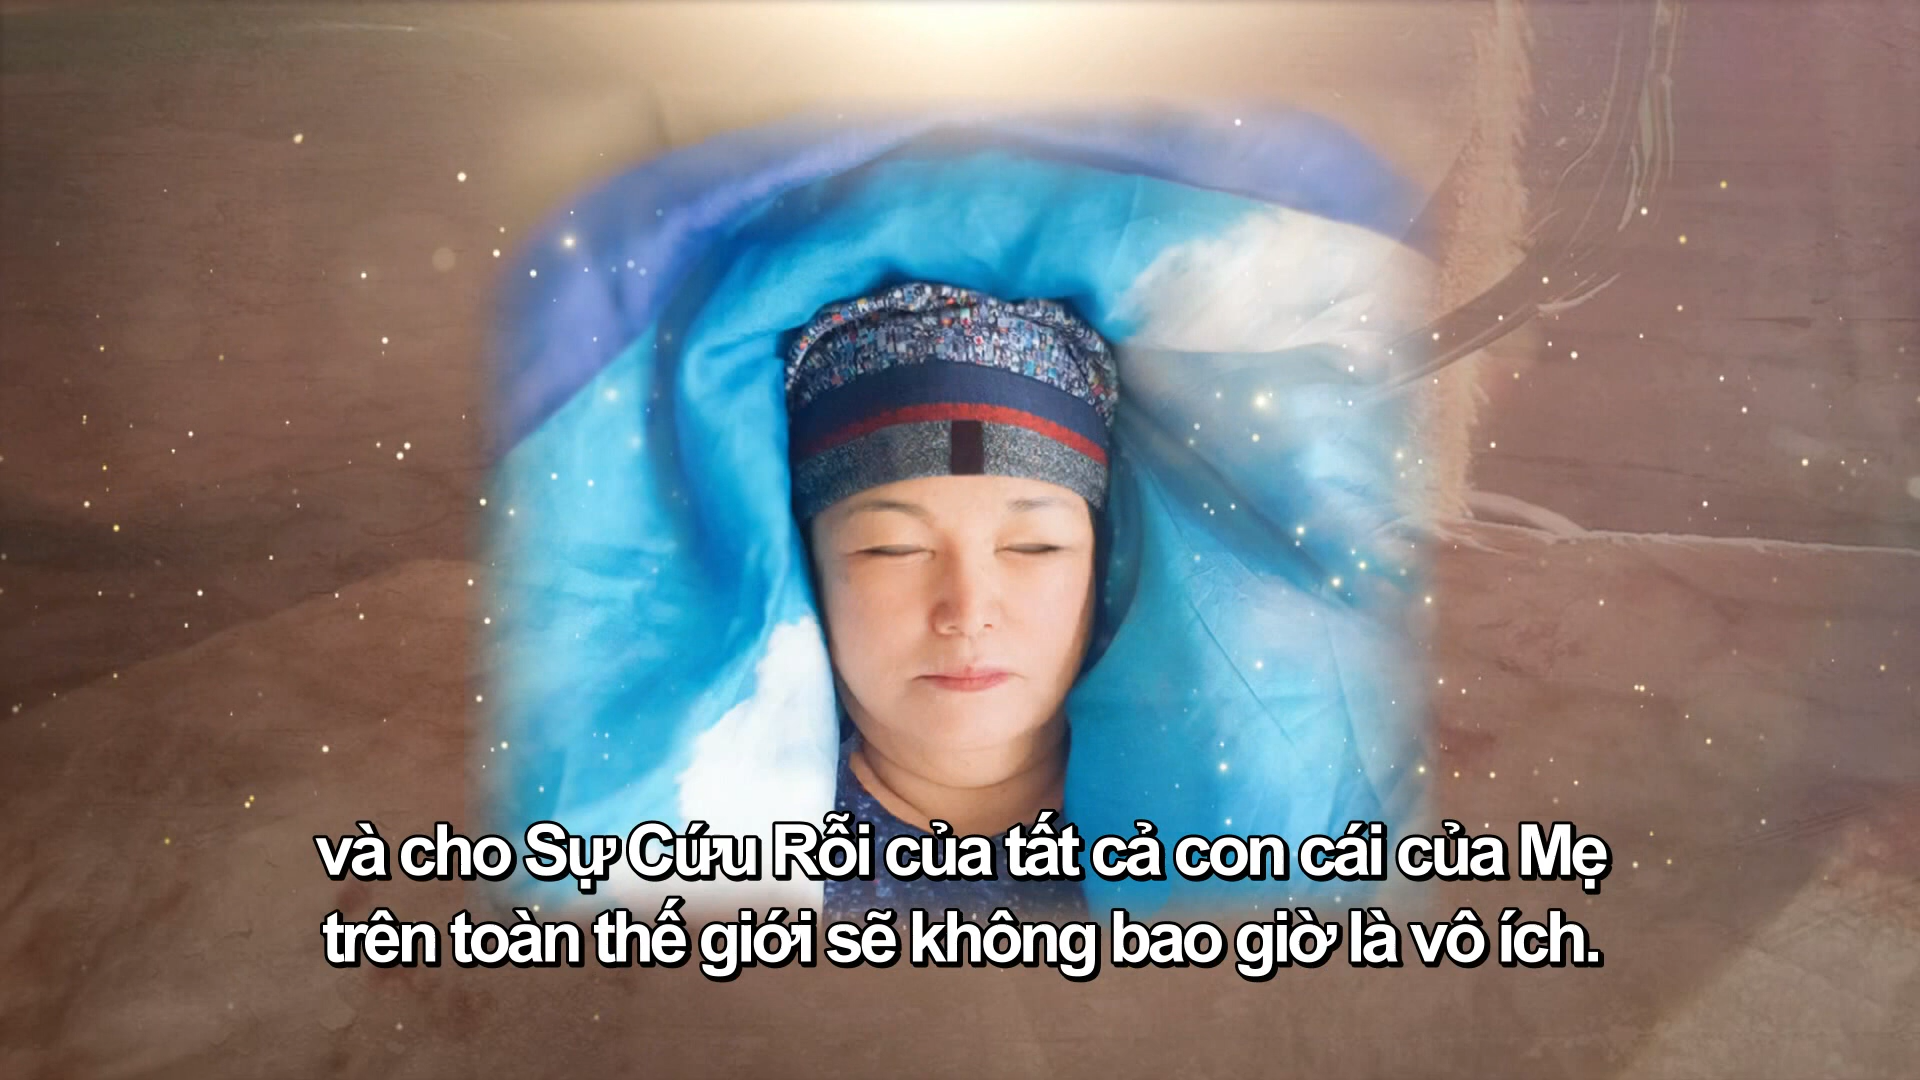 và cho Sự Cứu Rỗi của tất cả con cái của Mẹ
trên toàn thế giới sẽ không bao giờ là vô ích.